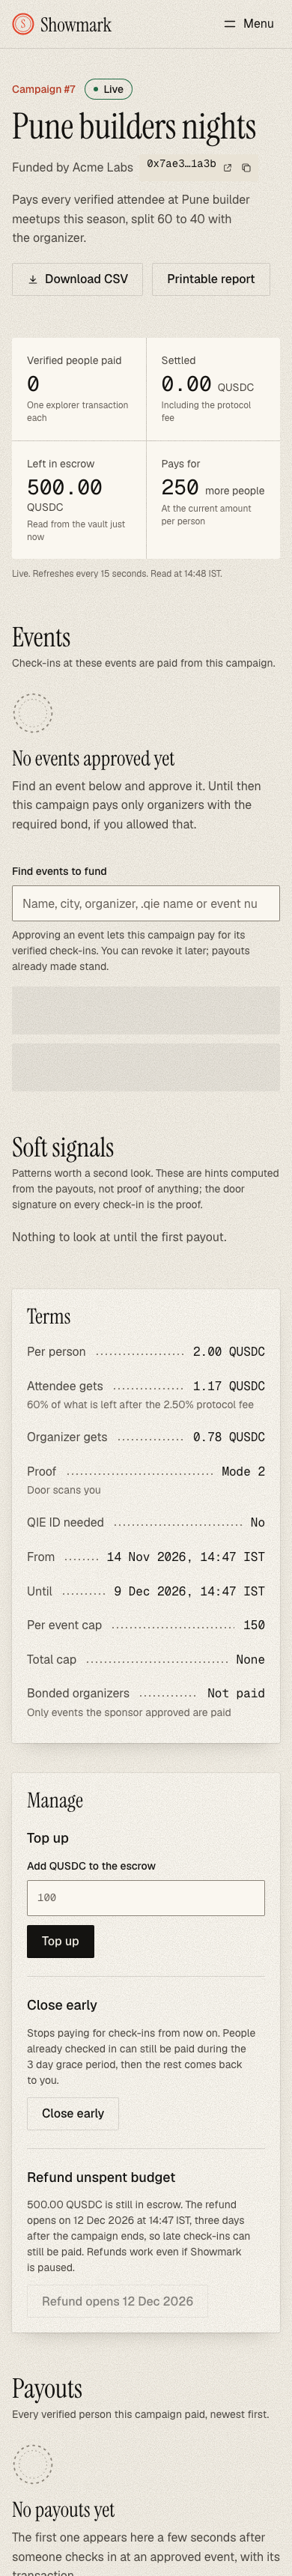 Showmark
Menu
Campaign #7
Live
Pune builders nights
Funded by Acme Labs
0x7ae3…1a3b
Pays every verified attendee at Pune builder
meetups this season, split 60 to 40 with
the organizer.
Download CSV
Printable report
Verified people paid
0
One explorer transaction
each
Settled
0.00 QUSDC
Including the protocol
fee
Left in escrow
500.00
QUSDC
Read from the vault just
now
Pays for
250 more people
At the current amount
per person
Live. Refreshes every 15 seconds. Read at 14:48 IST.
Events
Check-ins at these events are paid from this campaign.
No events approved yet
Find an event below and approve it. Until then
this campaign pays only organizers with the
required bond, if you allowed that.
Find events to fund
Name, city, organizer, .qie name or event nu
Approving an event lets this campaign pay for its
verified check-ins. You can revoke it later; payouts
already made stand.
Soft signals
Patterns worth a second look. These are hints computed
from the payouts, not proof of anything; the door
signature on every check-in is the proof.
Nothing to look at until the first payout.
Terms
Per person 2.00 QUSDC
Attendee gets 1.17 QUSDC
60% of what is left after the 2.50% protocol fee
Organizer gets 0.78 QUSDC
Proof Mode 2
Door scans you
QIE ID needed No
From 14 Nov 2026, 14:47 IST
Until 9 Dec 2026, 14:47 IST
Per event cap 150
Total cap None
Bonded organizers Not paid
Only events the sponsor approved are paid
Manage
Top up
Add QUSDC to the escrow
100
Top up
Close early
Stops paying for check-ins from now on. People
already checked in can still be paid during the
3 day grace period, then the rest comes back
to you.
Close early
Refund unspent budget
500.00 QUSDC is still in escrow. The refund
opens on 12 Dec 2026 at 14:47 IST, three days
after the campaign ends, so late check-ins can
still be paid. Refunds work even if Showmark
is paused.
Refund opens 12 Dec 2026
Payouts
Every verified person this campaign paid, newest first.
No payouts yet
The first one appears here a few seconds after
someone checks in at an approved event, with its
transaction